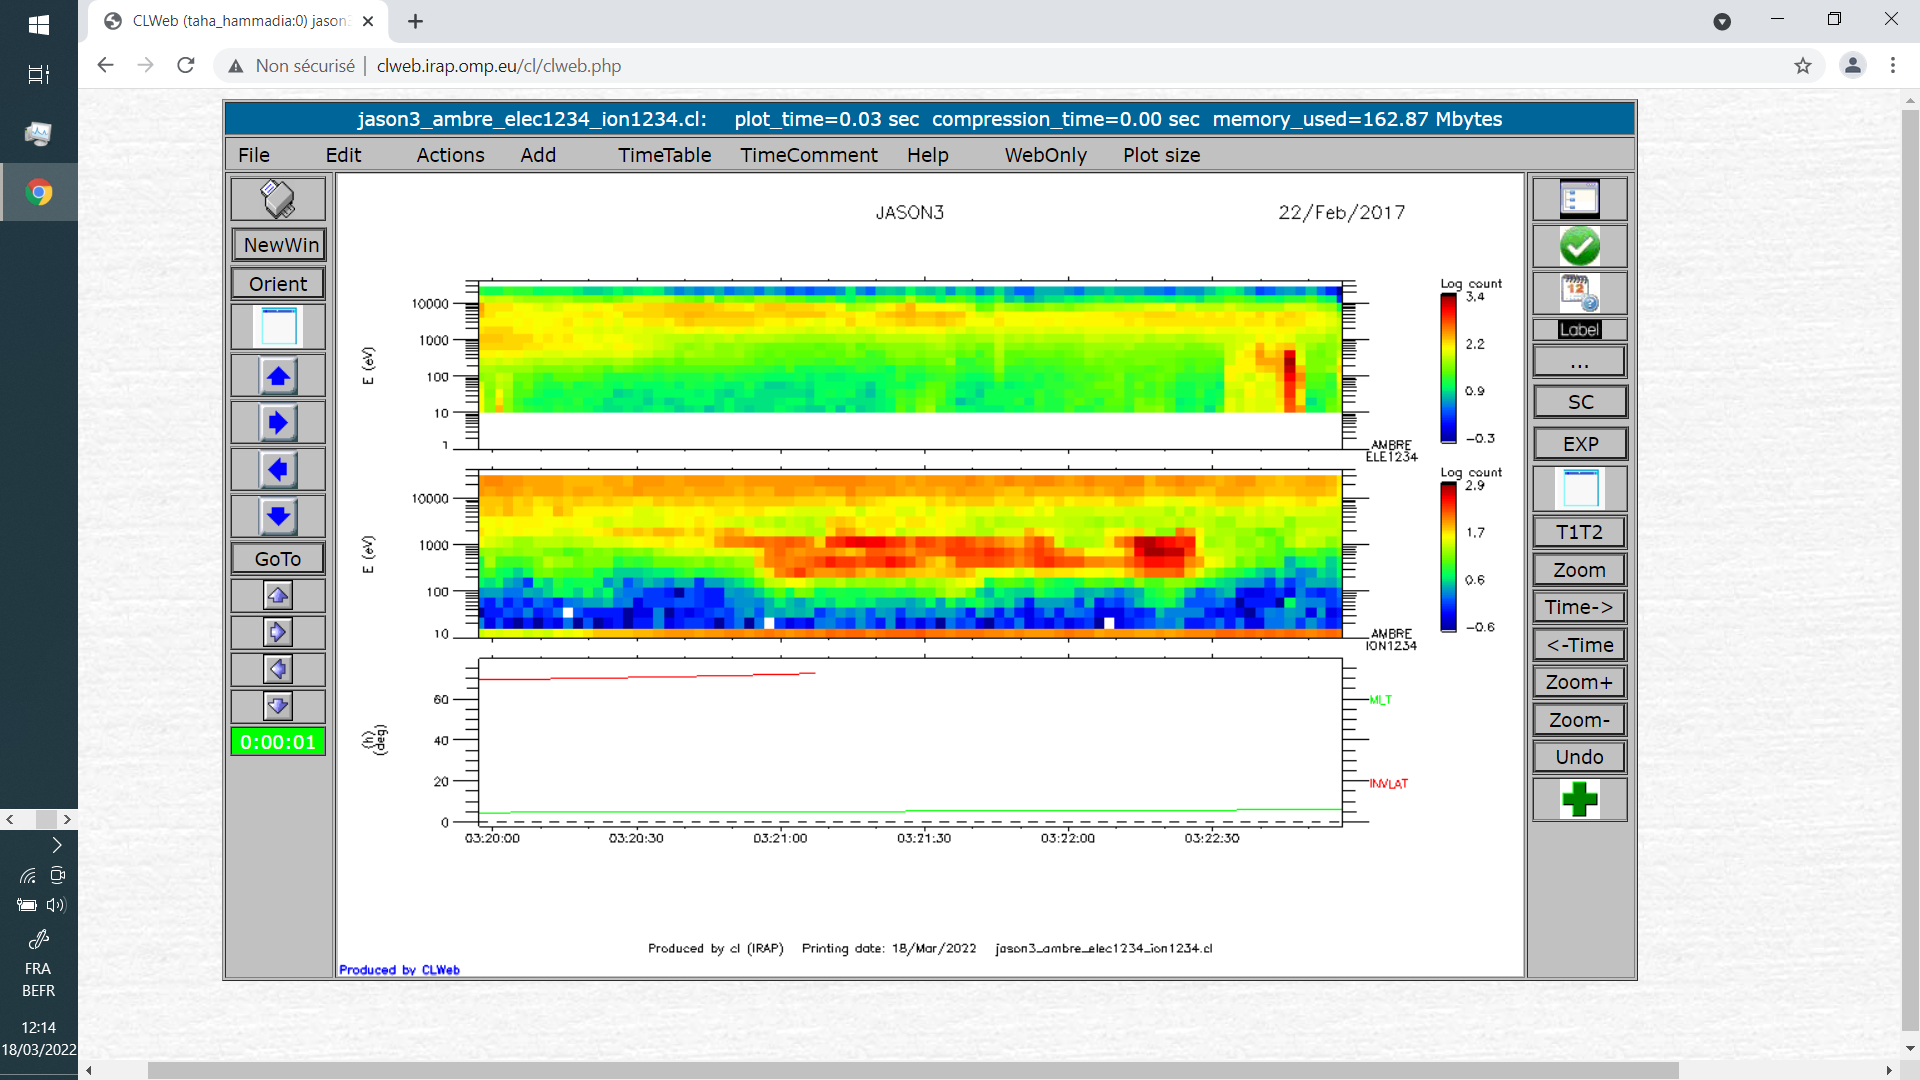 CLWeb (taha_hammadia:0) jason3
Non sécurisé | clweb.irap.omp.eu/cl/clweb.php
jason3_ambre_elec1234_ion1234.cl: plot_time=0.03 sec compression_time=0.00 sec memory_used=162.87 Mbytes
File Edit Actions Add TimeTable TimeComment Help WebOnly Plot size
NewWin
Orient
GoTo
0:00:01
JASON3 22/Feb/2017
Log count
3.4
2.2
0.9
-0.3
10000
1000
100
10
1
E (eV)
AMBRE
ELE1234
Log count
2.9
1.7
0.6
-0.6
10000
1000
100
10
E (eV)
AMBRE
ION1234
60
40
20
0
(h)
(deg)
MLT
INVLAT
03:20:00 03:20:30 03:21:00 03:21:30 03:22:00 03:22:30
Produced by cl (IRAP) Printing date: 18/Mar/2022 jason3_ambre_elec1234_ion1234.cl
Produced by CLWeb
12
Label
...
SC
EXP
T1T2
Zoom
Time->
<-Time
Zoom+
Zoom-
Undo
FRA
BEFR
12:14
18/03/2022